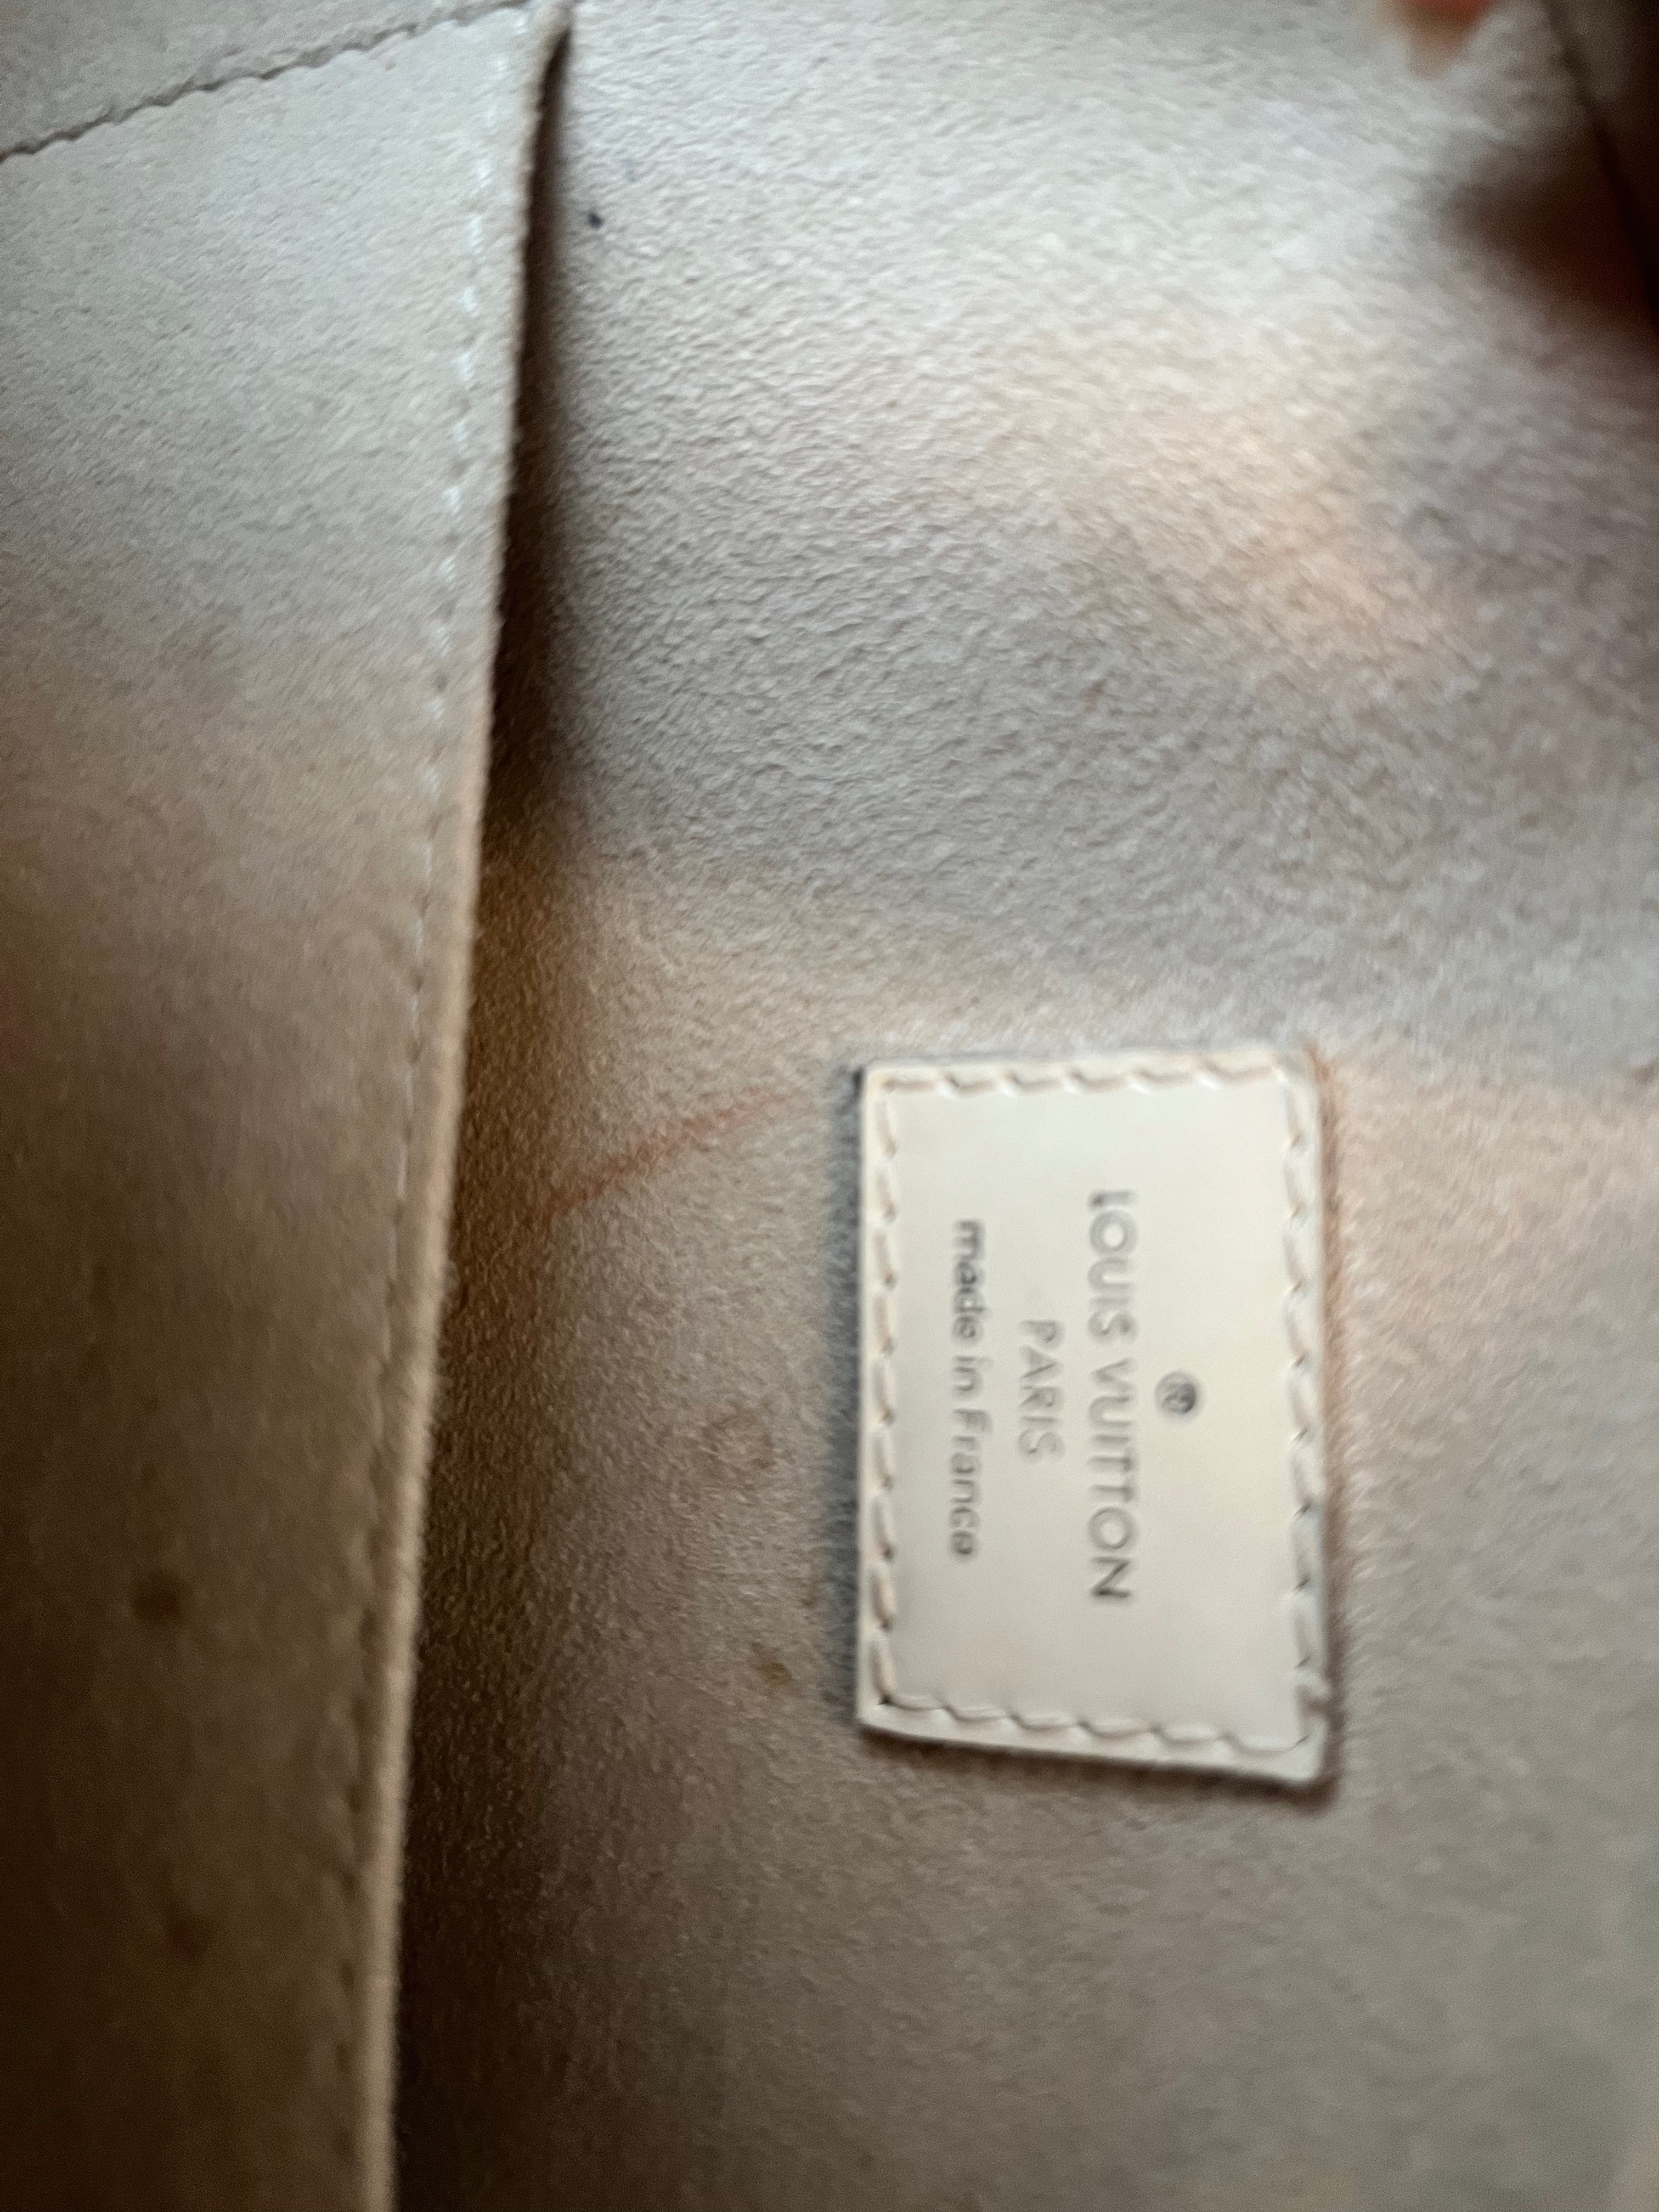 ®
LOUIS VUITTON
PARIS
made in France